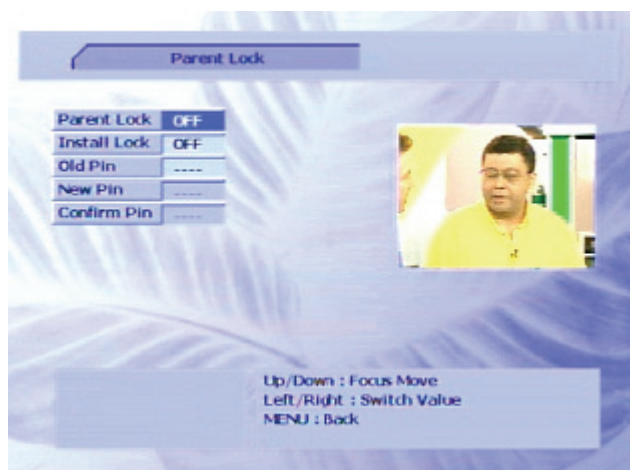 Parent Lock
Parent Lock OFF
Install Lock OFF
Old Pin ----
New Pin ----
Confirm Pin ----
Up/Down : Focus Move
Left/Right : Switch Value
MENU : Back